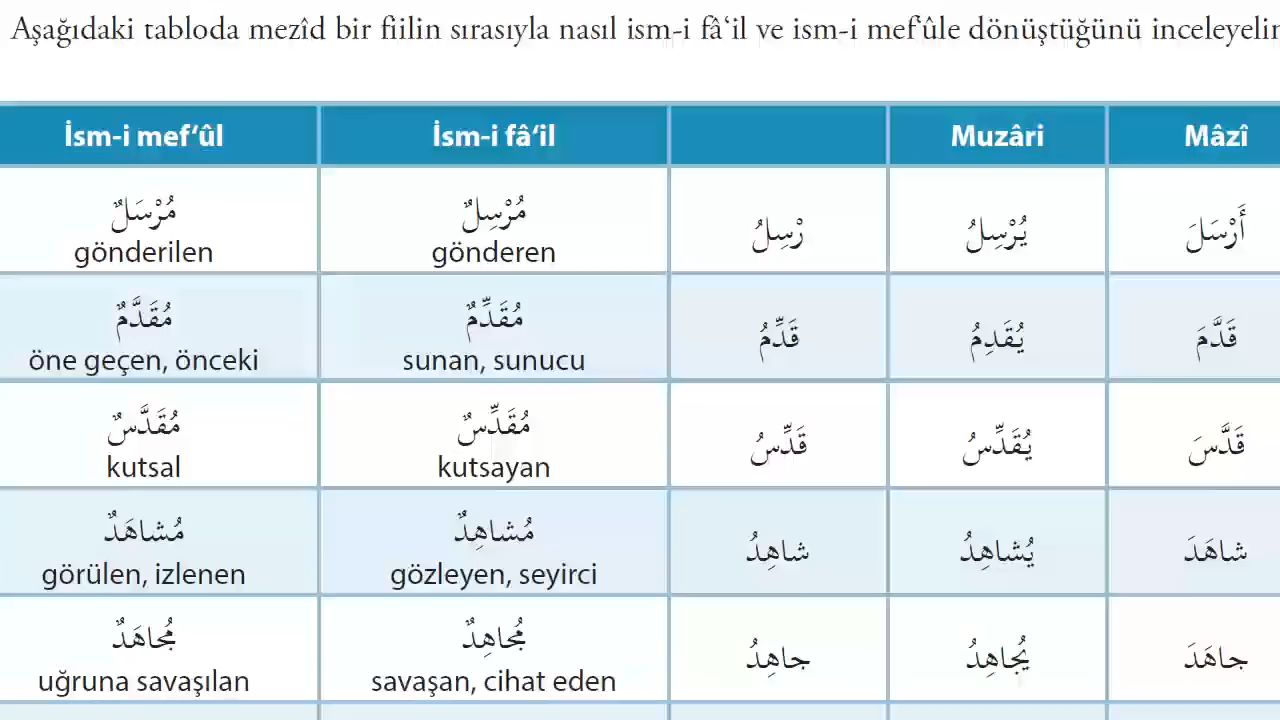 Aşağıdaki tabloda mezîd bir fiilin sırasıyla nasıl ism-i fâ‘il ve ism-i mef‘ûle dönüştüğünü inceleyelin
İsm-i mef‘ûl İsm-i fâ‘il Muzâri Mâzî
مُرْسَلٌ مُرْسِلٌ رْسِلُ يُرْسِلُ أَرْسَلَ
gönderilen gönderen
مُقَدَّمٌ مُقَدِّمٌ قَدِّمُ يُقَدِمُ قَدَّمَ
öne geçen, önceki sunan, sunucu
مُقَدَّسٌ مُقَدِّسٌ قَدِّسُ يُقَدِّسُ قَدَّسَ
kutsal kutsayan
مُشاهَدٌ مُشاهِدٌ شاهِدُ يُشاهِدُ شاهَدَ
görülen, izlenen gözleyen, seyirci
مُجاهَدٌ مُجاهِدٌ جاهِدُ يُجاهِدُ جاهَدَ
uğruna savaşılan savaşan, cihat eden